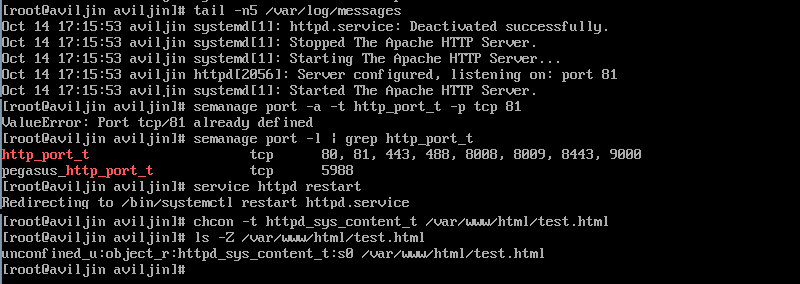 [root@aviljin aviljin]# tail -n5 /var/log/messages
Oct 14 17:15:53 aviljin systemd[1]: httpd.service: Deactivated successfully.
Oct 14 17:15:53 aviljin systemd[1]: Stopped The Apache HTTP Server.
Oct 14 17:15:53 aviljin systemd[1]: Starting The Apache HTTP Server...
Oct 14 17:15:53 aviljin httpd[2056]: Server configured, listening on: port 81
Oct 14 17:15:53 aviljin systemd[1]: Started The Apache HTTP Server.
[root@aviljin aviljin]# semanage port -a -t http_port_t -p tcp 81
ValueError: Port tcp/81 already defined
[root@aviljin aviljin]# semanage port -l | grep http_port_t
http_port_t                    tcp      80, 81, 443, 488, 8008, 8009, 8443, 9000
pegasus_http_port_t            tcp      5988
[root@aviljin aviljin]# service httpd restart
Redirecting to /bin/systemctl restart httpd.service
[root@aviljin aviljin]# chcon -t httpd_sys_content_t /var/www/html/test.html
[root@aviljin aviljin]# ls -Z /var/www/html/test.html
unconfined_u:object_r:httpd_sys_content_t:s0 /var/www/html/test.html
[root@aviljin aviljin]#